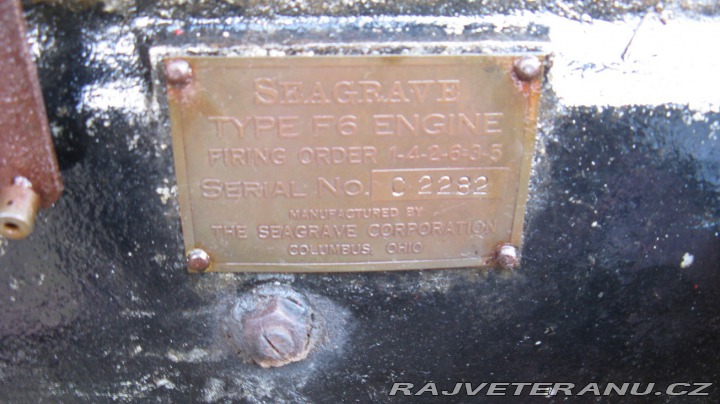 SEAGRAVE
TYPE F6 ENGINE
FIRING ORDER 1-4-2-6-3-5
SERIAL NO. C 2282
MANUFACTURED BY
THE SEAGRAVE CORPORATION
COLUMBUS, OHIO
RAJVETERANU.CZ